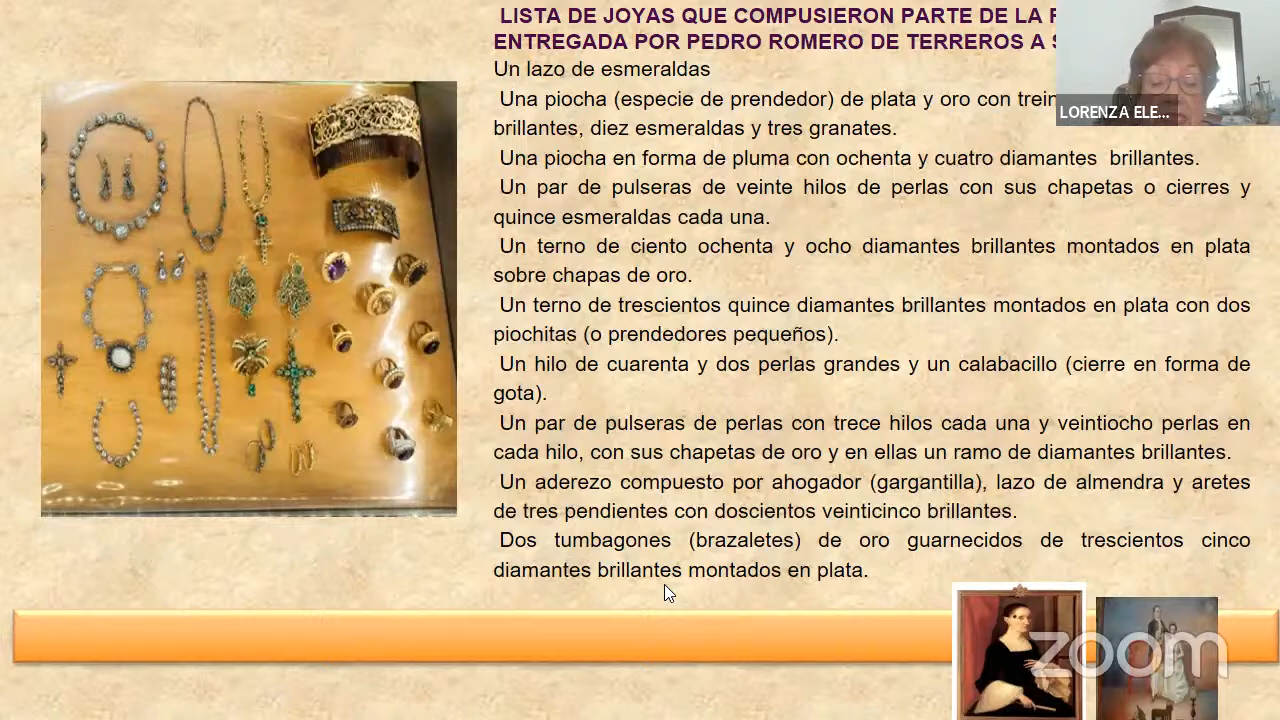 LISTA DE JOYAS QUE COMPUSIERON PARTE DE LA
ENTREGADA POR PEDRO ROMERO DE TERREROS A
Un lazo de esmeraldas
Una piocha (especie de prendedor) de plata y oro con
brillantes, diez esmeraldas y tres granates.
Una piocha en forma de pluma con ochenta y cuatro diamantes brillantes.
Un par de pulseras de veinte hilos de perlas con sus chapetas o cierres y
quince esmeraldas cada una.
Un terno de ciento ochenta y ocho diamantes brillantes montados en plata
sobre chapas de oro.
Un terno de trescientos quince diamantes brillantes montados en plata con dos
piochitas (o prendedores pequeños).
Un hilo de cuarenta y dos perlas grandes y un calabacillo (cierre en forma de
gota).
Un par de pulseras de perlas con trece hilos cada una y veintiocho perlas en
cada hilo, con sus chapetas de oro y en ellas un ramo de diamantes brillantes.
Un aderezo compuesto por ahogador (gargantilla), lazo de almendra y aretes
de tres pendientes con doscientos veinticinco brillantes.
Dos tumbagones (brazaletes) de oro guarnecidos de trescientos cinco
diamantes brillantes montados en plata.
LORENZA ELE...
zoom